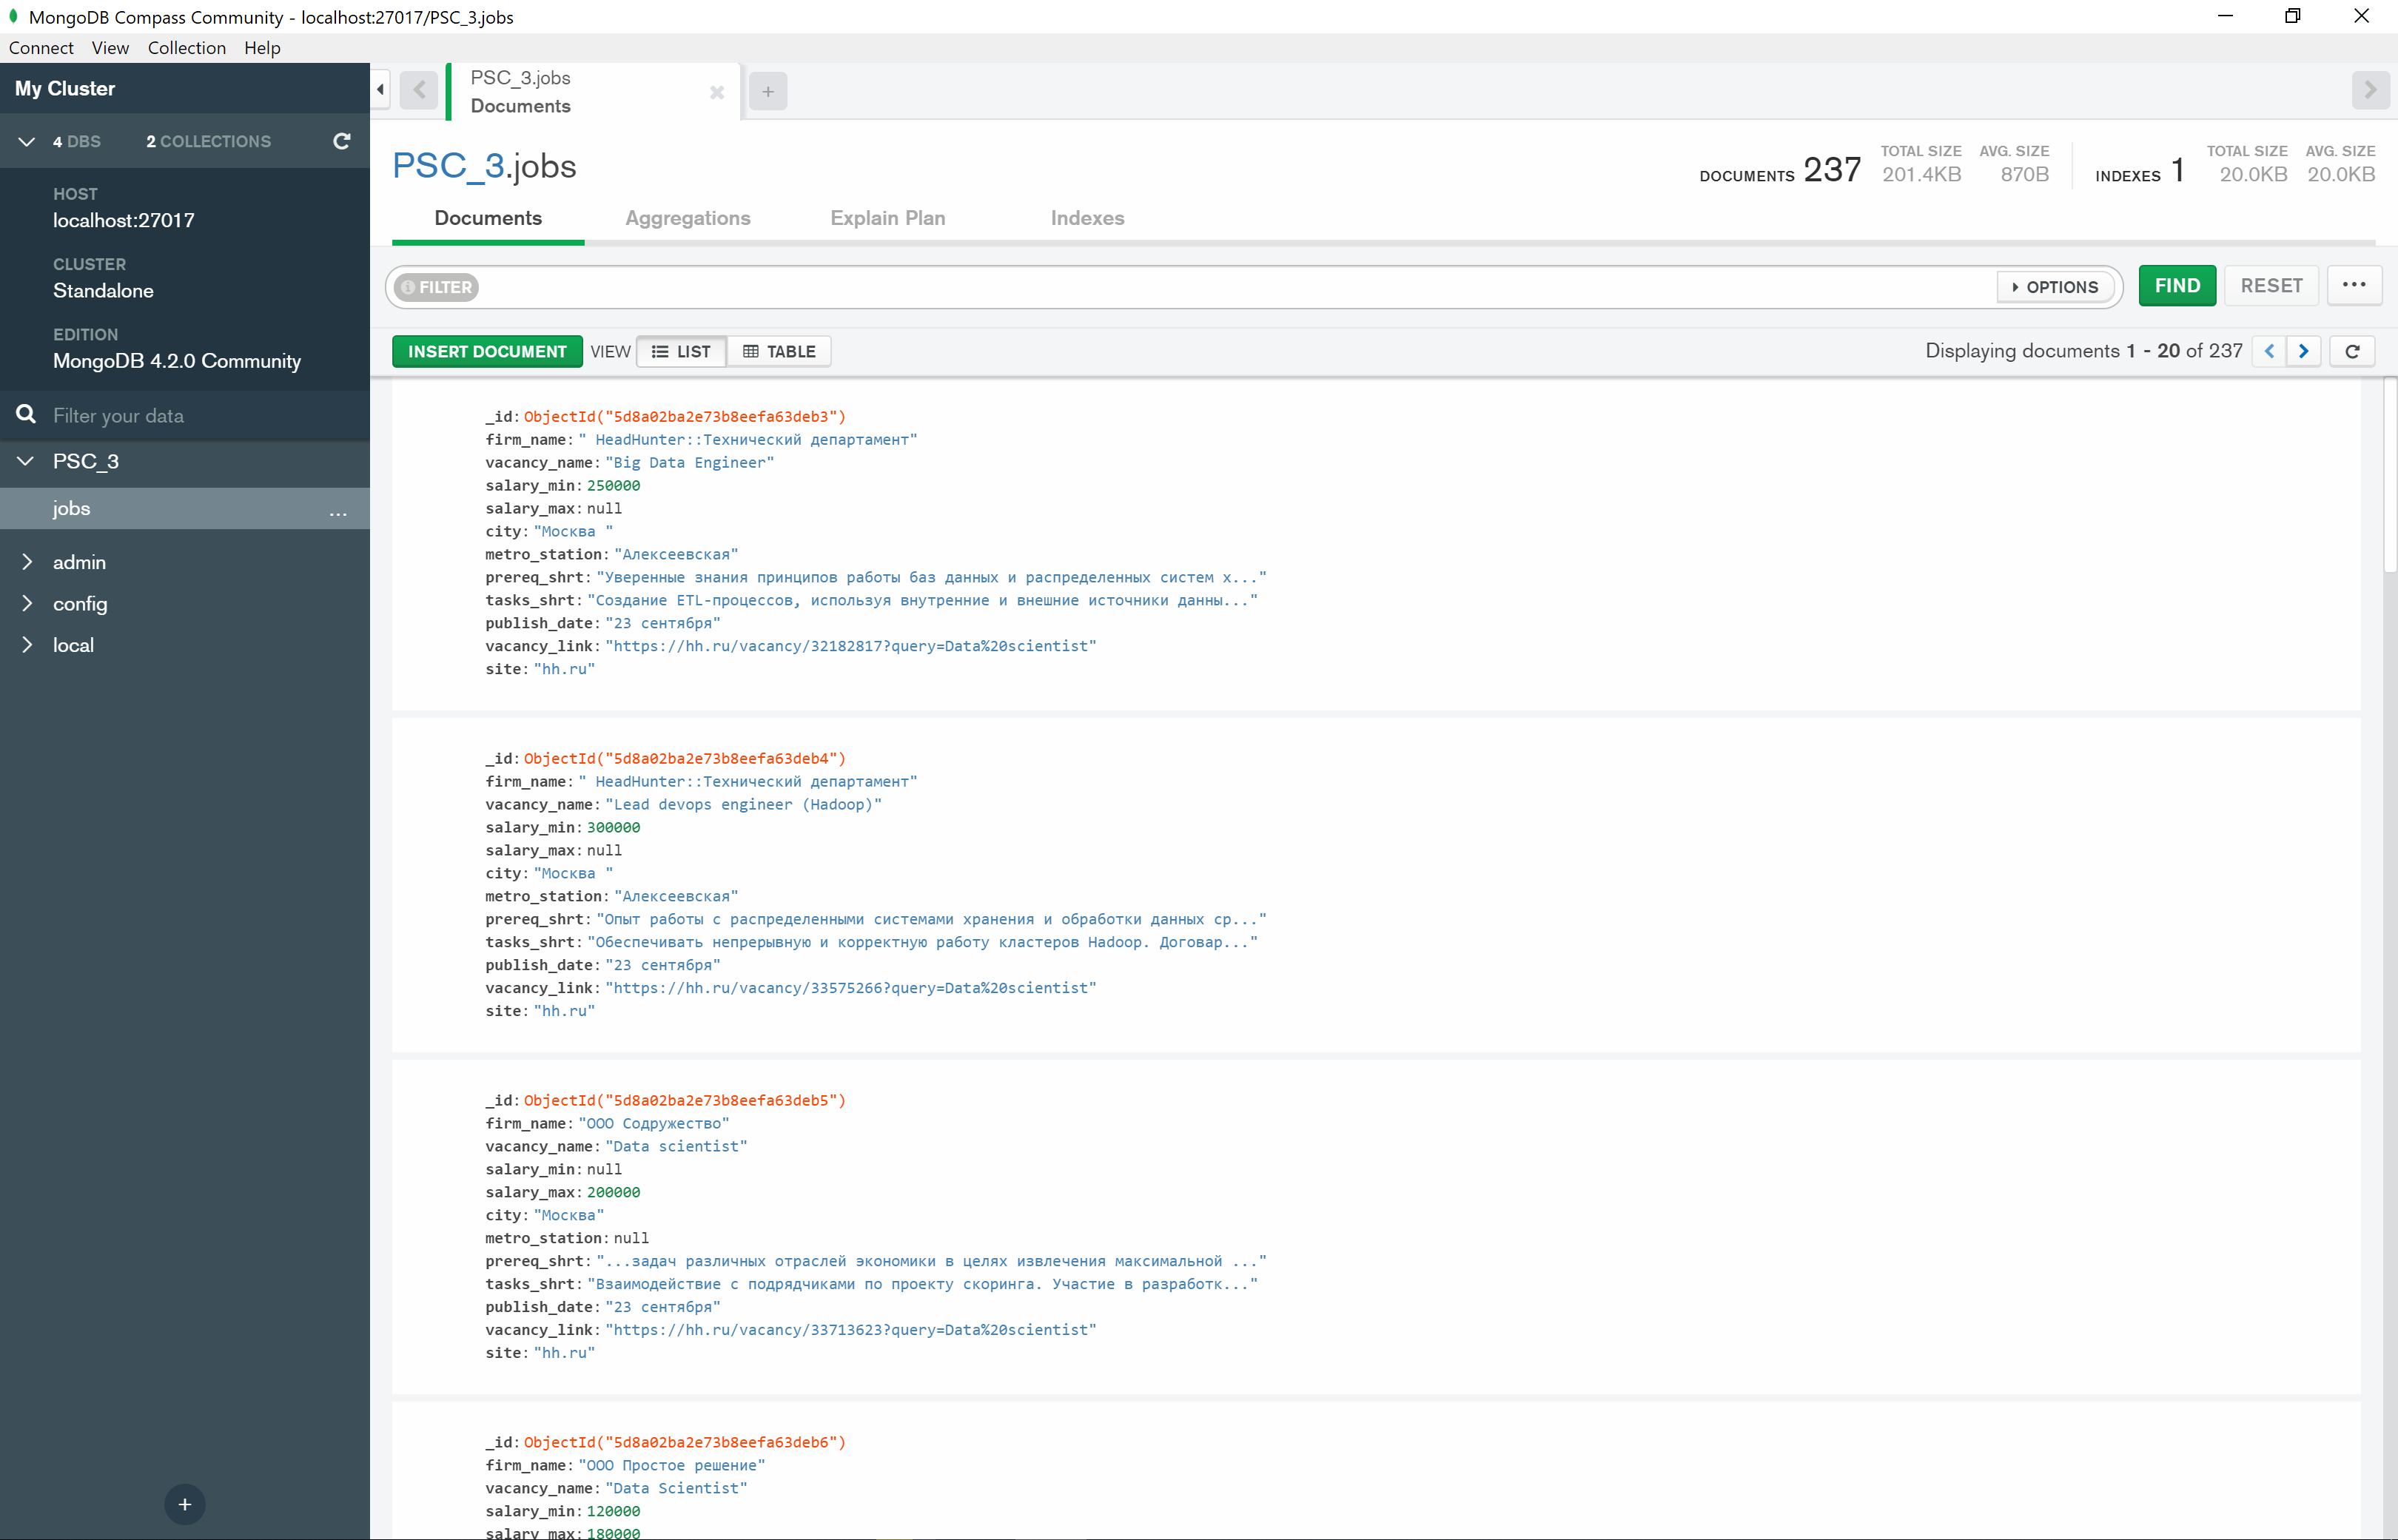 MongoDB Compass Community - localhost:27017/PSC_3.jobs
Connect View Collection Help
My Cluster
4 DBS 2 COLLECTIONS
HOST
localhost:27017
CLUSTER
Standalone
EDITION
MongoDB 4.2.0 Community
Filter your data
PSC_3
jobs ...
admin
config
local
+
PSC_3.jobs
Documents
+
PSC_3.jobs
DOCUMENTS 237 TOTAL SIZE 201.4KB AVG. SIZE 870B INDEXES 1 TOTAL SIZE 20.0KB AVG. SIZE 20.0KB
Documents Aggregations Explain Plan Indexes
FILTER OPTIONS FIND RESET ...
INSERT DOCUMENT VIEW LIST TABLE Displaying documents 1 - 20 of 237
_id: ObjectId("5d8a02ba2e73b8eefa63deb3")
firm_name: " HeadHunter::Технический департамент"
vacancy_name: "Big Data Engineer"
salary_min: 250000
salary_max: null
city: "Москва "
metro_station: "Алексеевская"
prereq_shrt: "Уверенные знания принципов работы баз данных и распределенных систем х..."
tasks_shrt: "Создание ETL-процессов, используя внутренние и внешние источники данны..."
publish_date: "23 сентября"
vacancy_link: "https://hh.ru/vacancy/32182817?query=Data%20scientist"
site: "hh.ru"
_id: ObjectId("5d8a02ba2e73b8eefa63deb4")
firm_name: " HeadHunter::Технический департамент"
vacancy_name: "Lead devops engineer (Hadoop)"
salary_min: 300000
salary_max: null
city: "Москва "
metro_station: "Алексеевская"
prereq_shrt: "Опыт работы с распределенными системами хранения и обработки данных ср..."
tasks_shrt: "Обеспечивать непрерывную и корректную работу кластеров Hadoop. Договар..."
publish_date: "23 сентября"
vacancy_link: "https://hh.ru/vacancy/33575266?query=Data%20scientist"
site: "hh.ru"
_id: ObjectId("5d8a02ba2e73b8eefa63deb5")
firm_name: "ООО Содружество"
vacancy_name: "Data scientist"
salary_min: null
salary_max: 200000
city: "Москва"
metro_station: null
prereq_shrt: "...задач различных отраслей экономики в целях извлечения максимальной ..."
tasks_shrt: "Взаимодействие с подрядчиками по проекту скоринга. Участие в разработк..."
publish_date: "23 сентября"
vacancy_link: "https://hh.ru/vacancy/33713623?query=Data%20scientist"
site: "hh.ru"
_id: ObjectId("5d8a02ba2e73b8eefa63deb6")
firm_name: "ООО Простое решение"
vacancy_name: "Data Scientist"
salary_min: 120000
salary_max: 180000